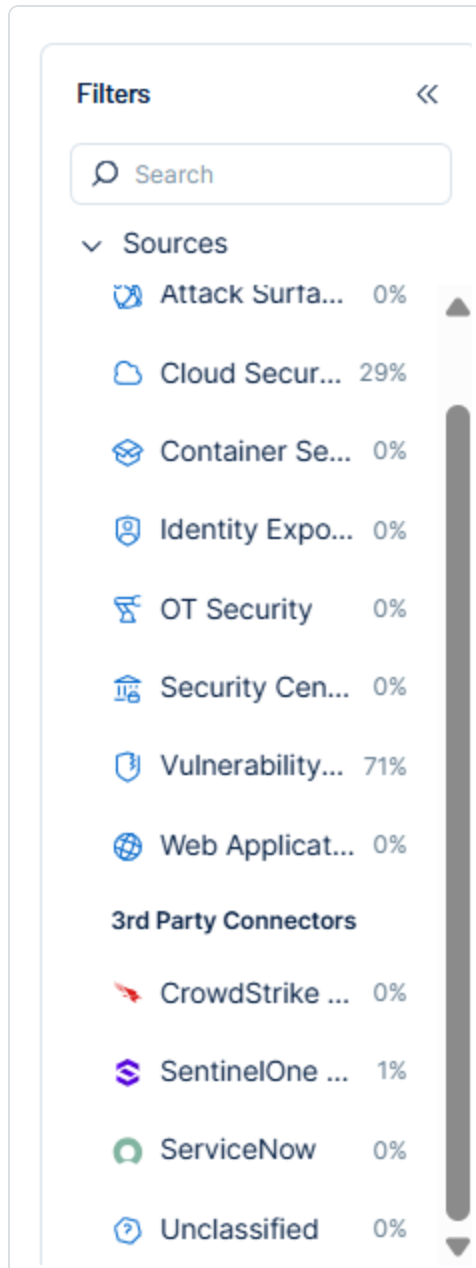 Filters
Search
Sources
Attack Surfa... 0%
Cloud Secur... 29%
Container Se... 0%
Identity Expo... 0%
OT Security 0%
Security Cen... 0%
Vulnerability... 71%
Web Applicat... 0%
3rd Party Connectors
CrowdStrike ... 0%
SentinelOne ... 1%
ServiceNow 0%
Unclassified 0%